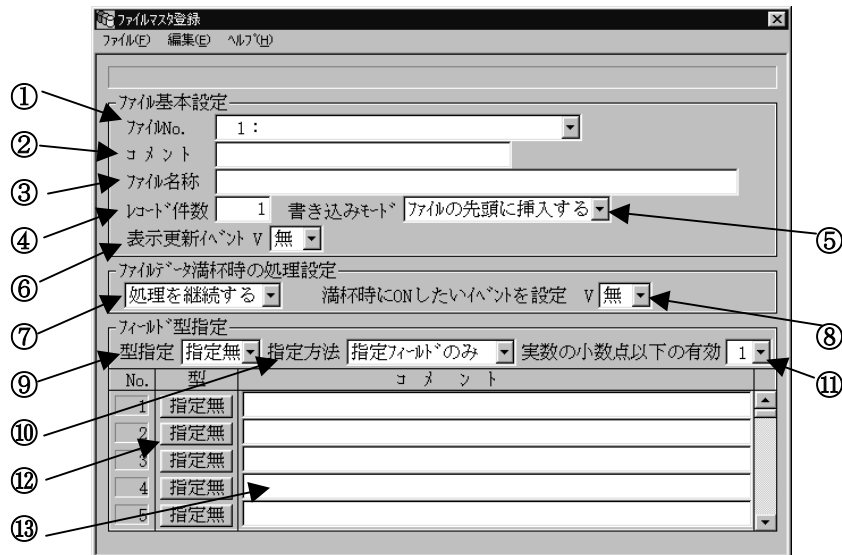 ﾌｧｲﾙﾏｽﾀ登録
ﾌｧｲﾙ(F) 編集(E) ﾍﾙﾌﾟ(H)
① ﾌｧｲﾙ基本設定
ﾌｧｲﾙNo. 1：
② コメント
③ ﾌｧｲﾙ名称
④ ﾚｺｰﾄﾞ件数 1 書き込みﾓｰﾄﾞ ﾌｧｲﾙの先頭に挿入する ⑤
⑥ 表示更新ｲﾍﾞﾝﾄ V 無
ﾌｧｲﾙﾃﾞｰﾀ満杯時の処理設定
⑦ 処理を継続する 満杯時にONしたいｲﾍﾞﾝﾄを設定 V 無 ⑧
ﾌｨｰﾙﾄﾞ型指定
⑨ 型指定 指定無 指定方法 指定ﾌｨｰﾙﾄﾞのみ 実数の小数点以下の有効 1 ⑪
No. 型 コメント
1 指定無
⑩ 2 指定無
⑫ 3 指定無
4 指定無
⑬ 5 指定無